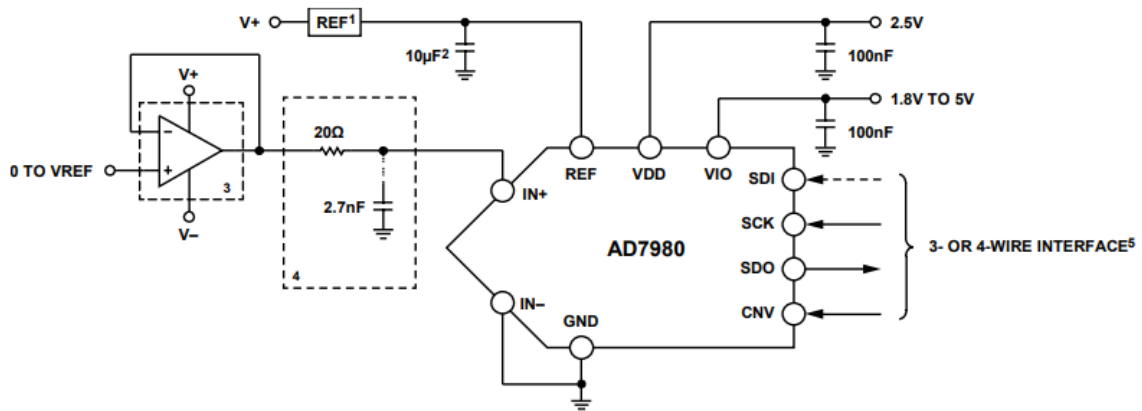 V+ REF1
10µF2
2.5V
100nF
1.8V TO 5V
100nF
V+
−
+
3
V−
0 TO VREF
20Ω
2.7nF
4
REF VDD VIO
IN+
IN−
GND
AD7980
SDI
SCK
SDO
CNV
3- OR 4-WIRE INTERFACE5